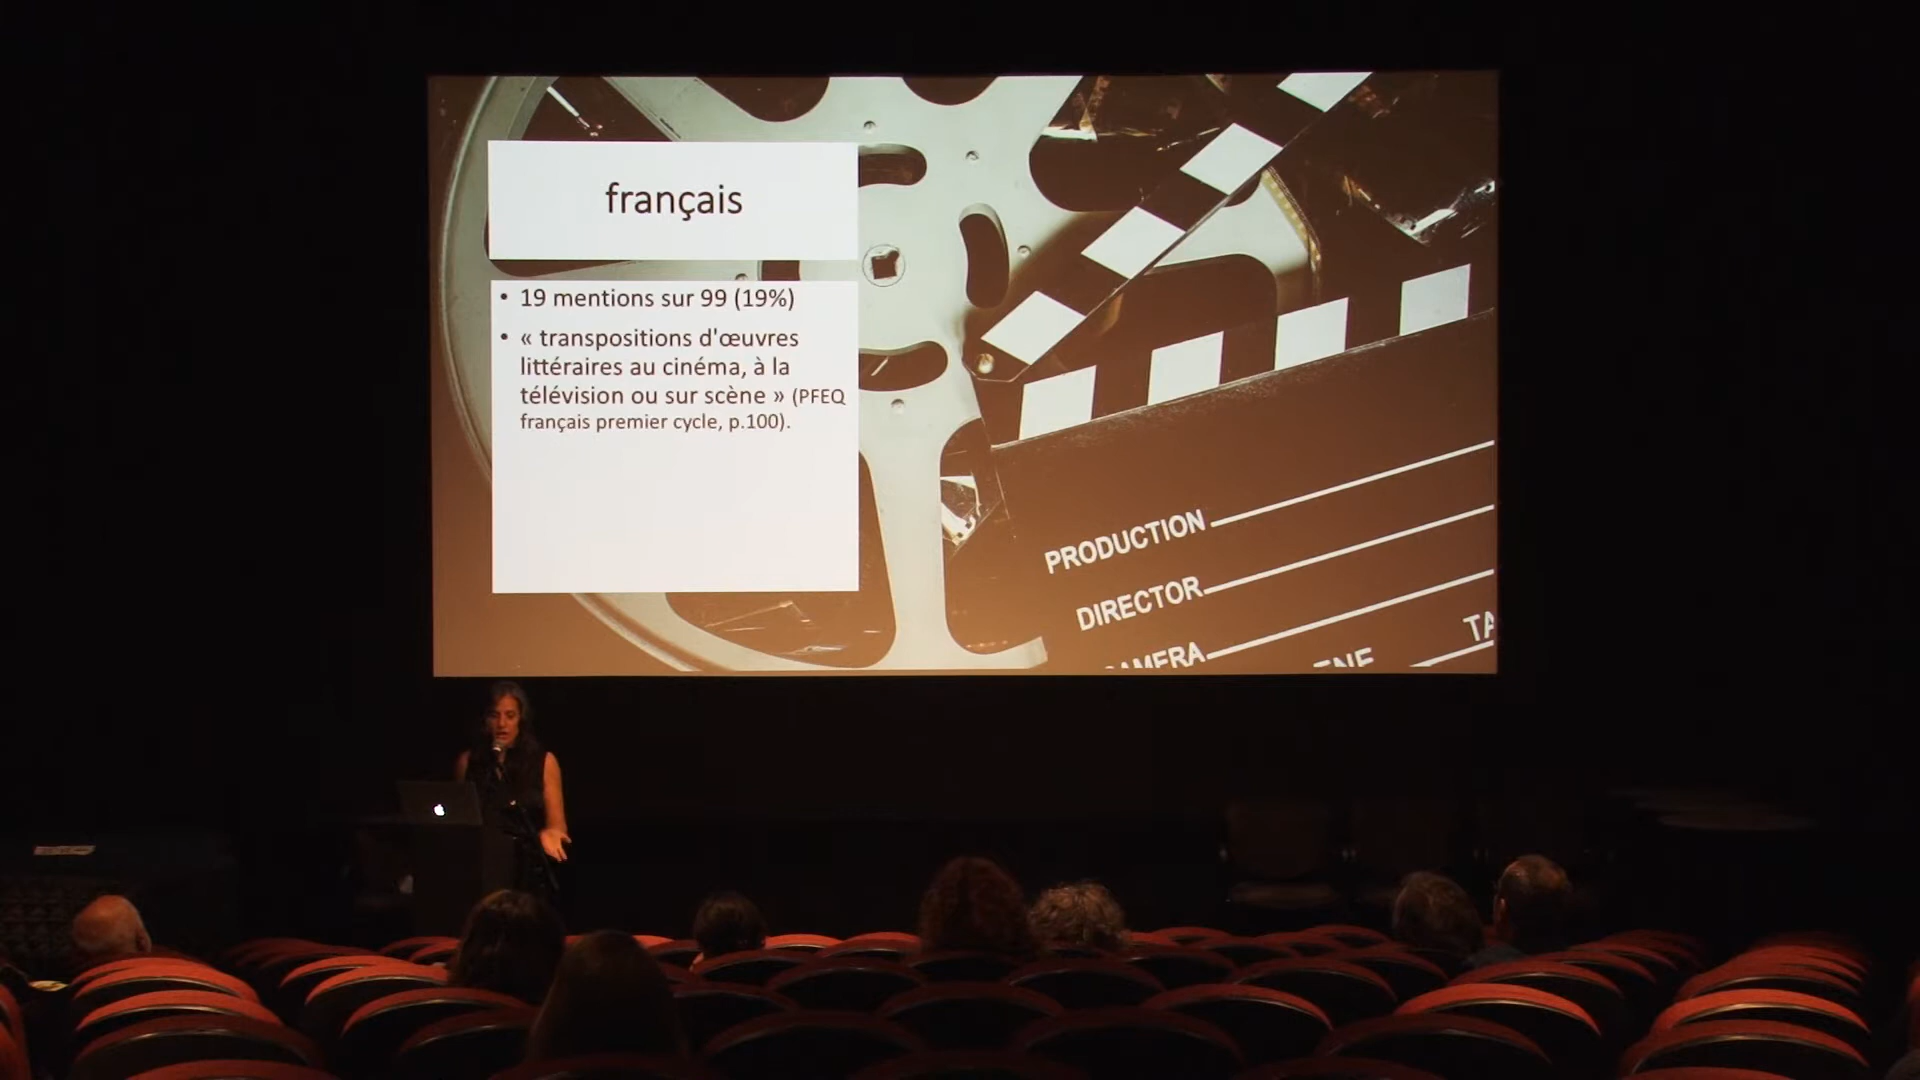 français
• 19 mentions sur 99 (19%)
• « transpositions d'œuvres
littéraires au cinéma, à la
télévision ou sur scène » (PFEQ
français premier cycle, p.100).
PRODUCTION
DIRECTOR